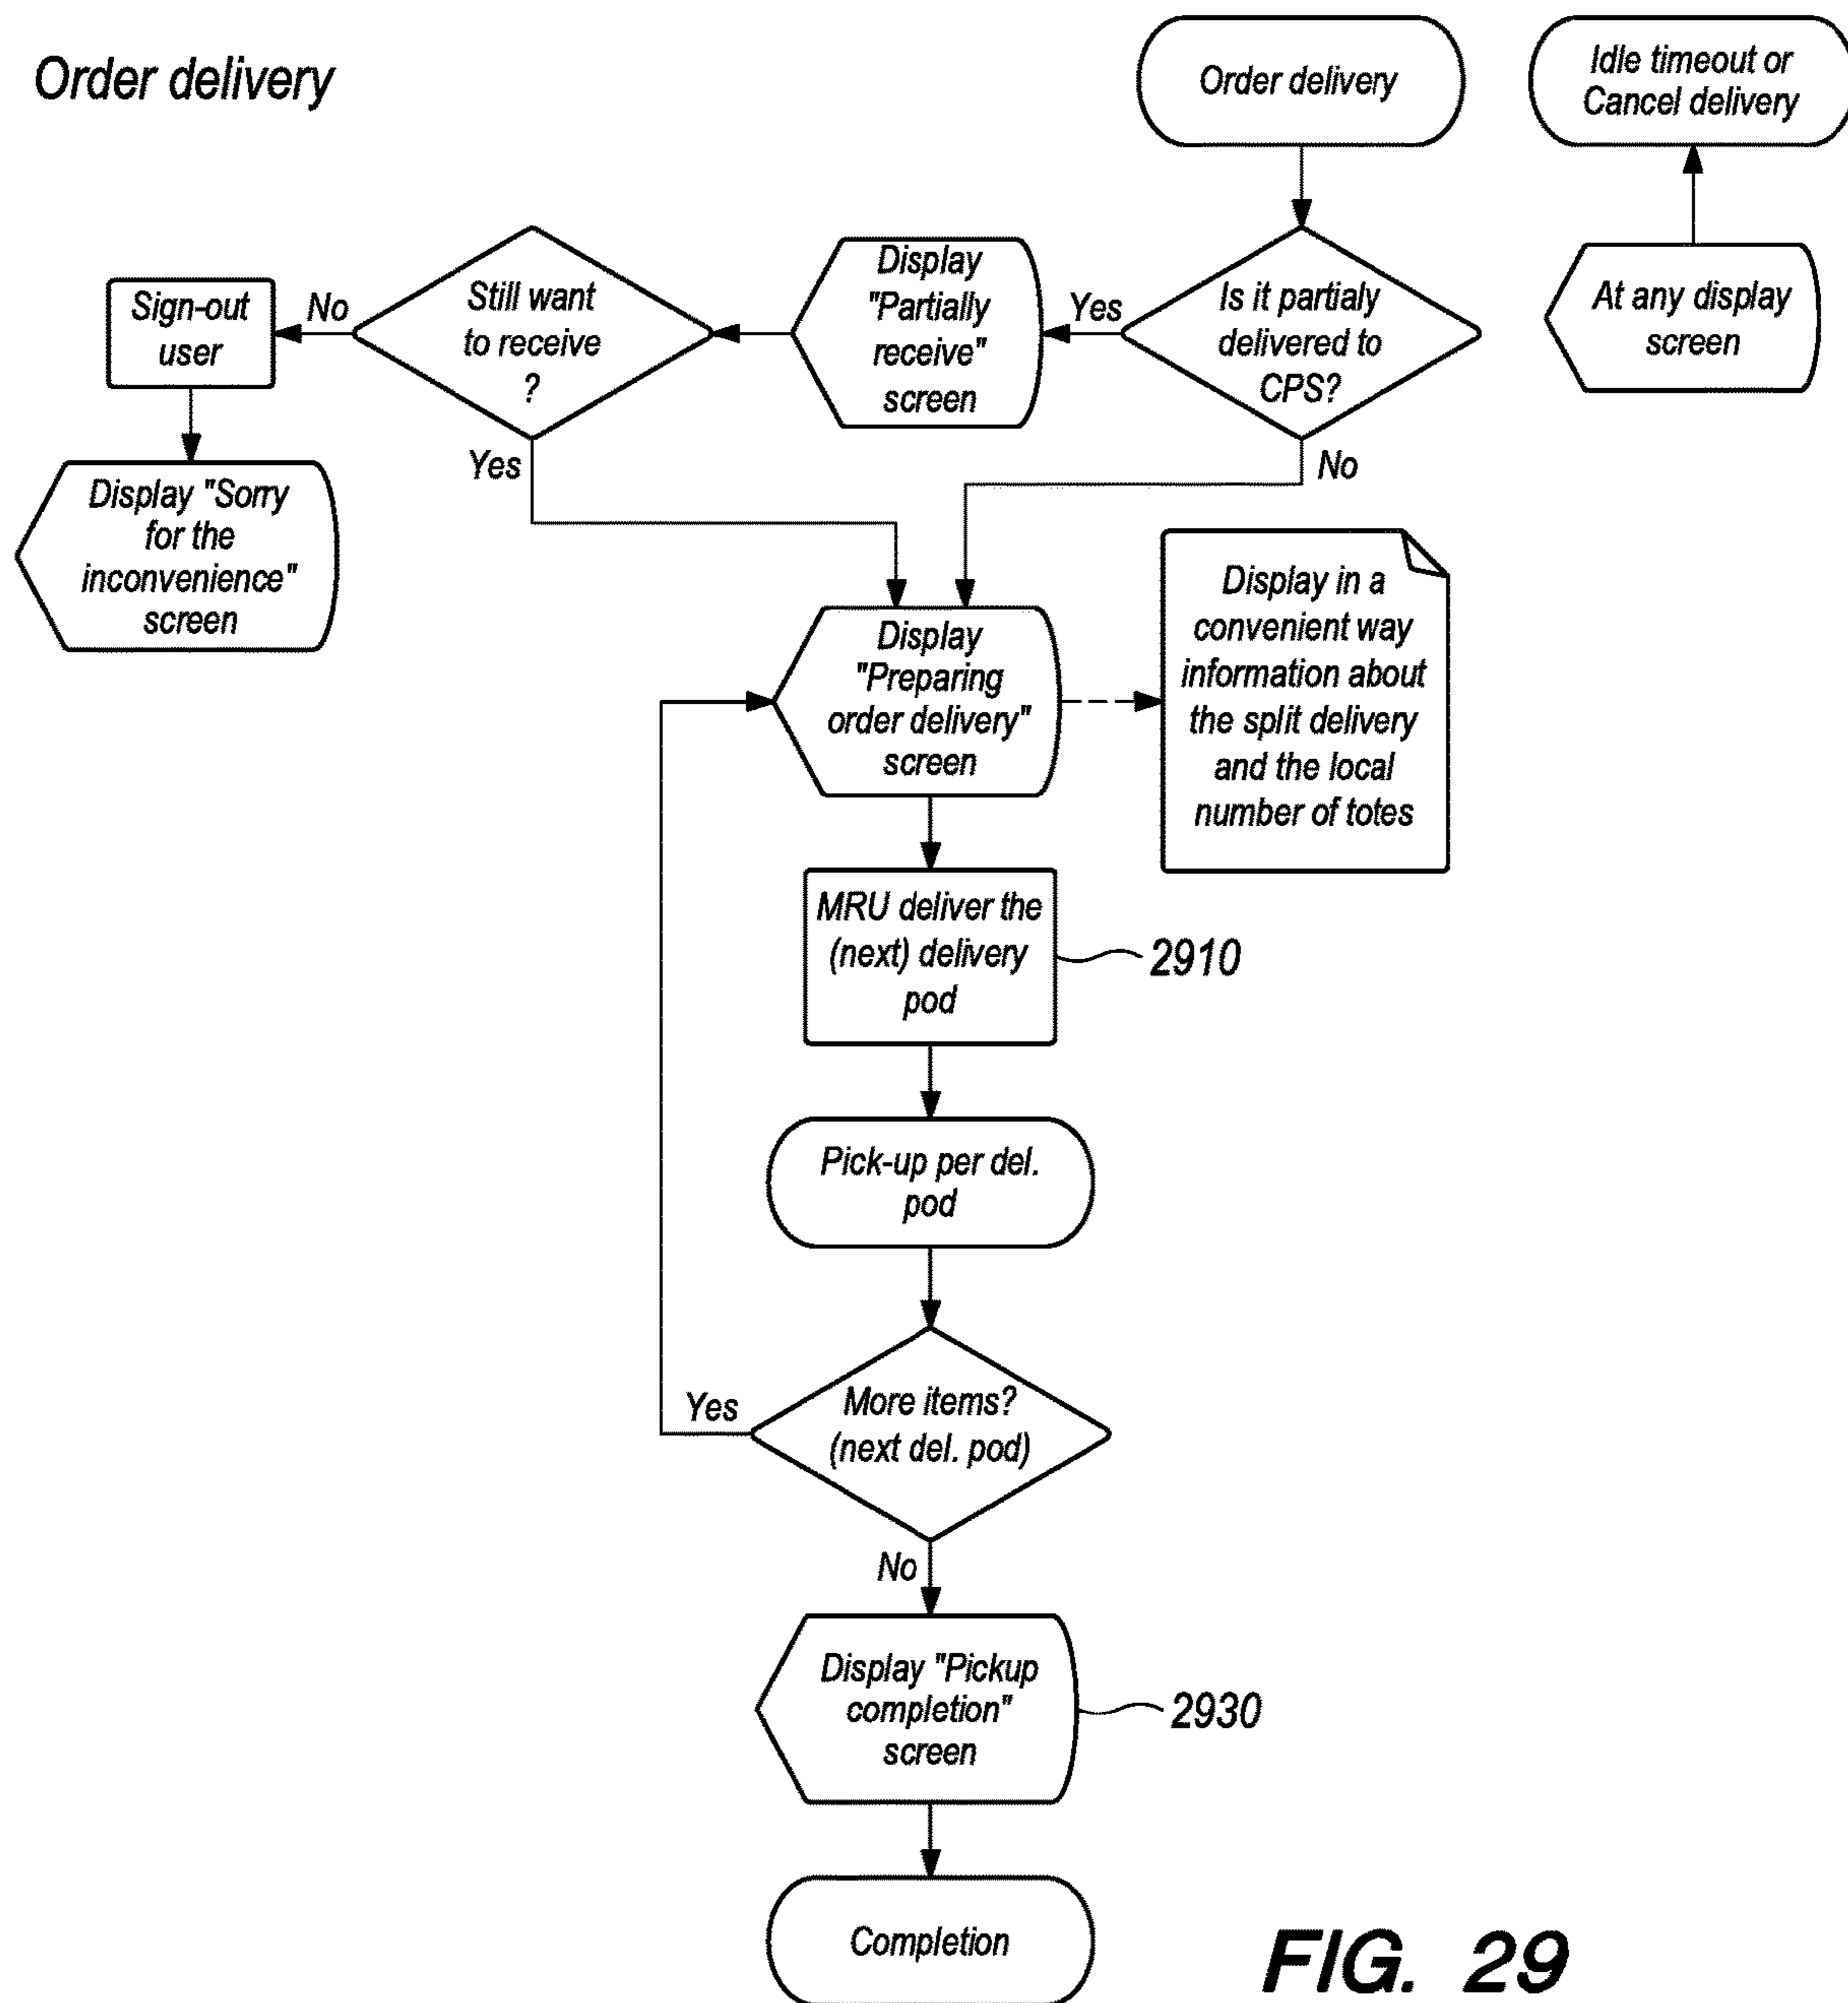 Order delivery
Order delivery
Idle timeout or
Cancel delivery
Sign-out
user
No
Still want
to receive
?
Display
"Partially
receive"
screen
Yes
Is it partialy
delivered to
CPS?
At any display
screen
Yes
No
Display "Sorry
for the
inconvenience"
screen
Display
"Preparing
order delivery"
screen
Display in a
convenient way
information about
the split delivery
and the local
number of totes
MRU deliver the
(next) delivery
pod
2910
Pick-up per del.
pod
Yes
More items?
(next del. pod)
No
Display "Pickup
completion"
screen
2930
Completion
FIG. 29